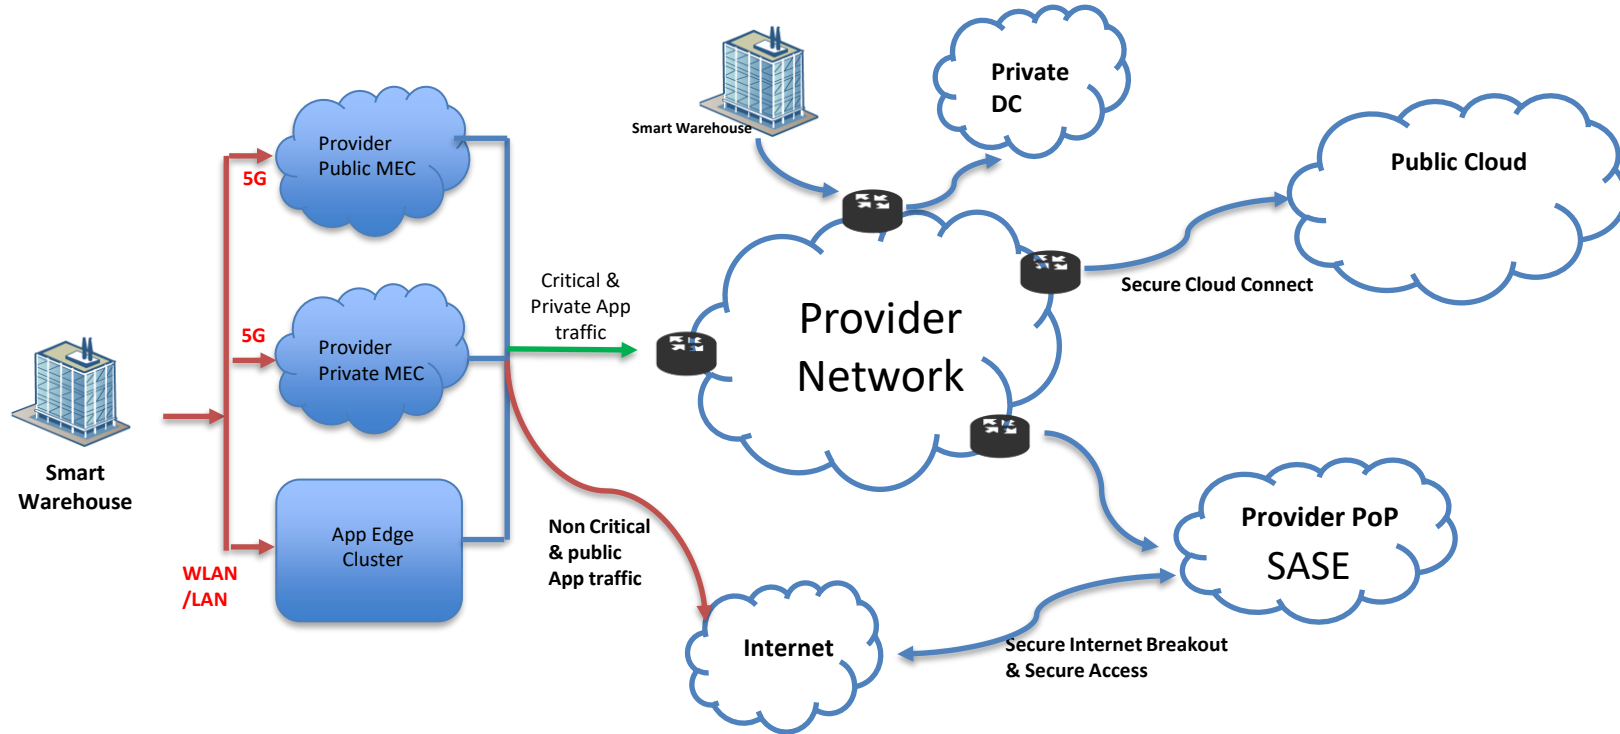 Smart Warehouse
Private
DC
Public Cloud
Provider
Public MEC
5G
Secure Cloud Connect
Critical &
Private App
traffic
Provider
Network
5G
Provider
Private MEC
Smart
Warehouse
App Edge
Cluster
WLAN
/LAN
Non Critical
& public
App traffic
Provider PoP
SASE
Internet
Secure Internet Breakout
& Secure Access